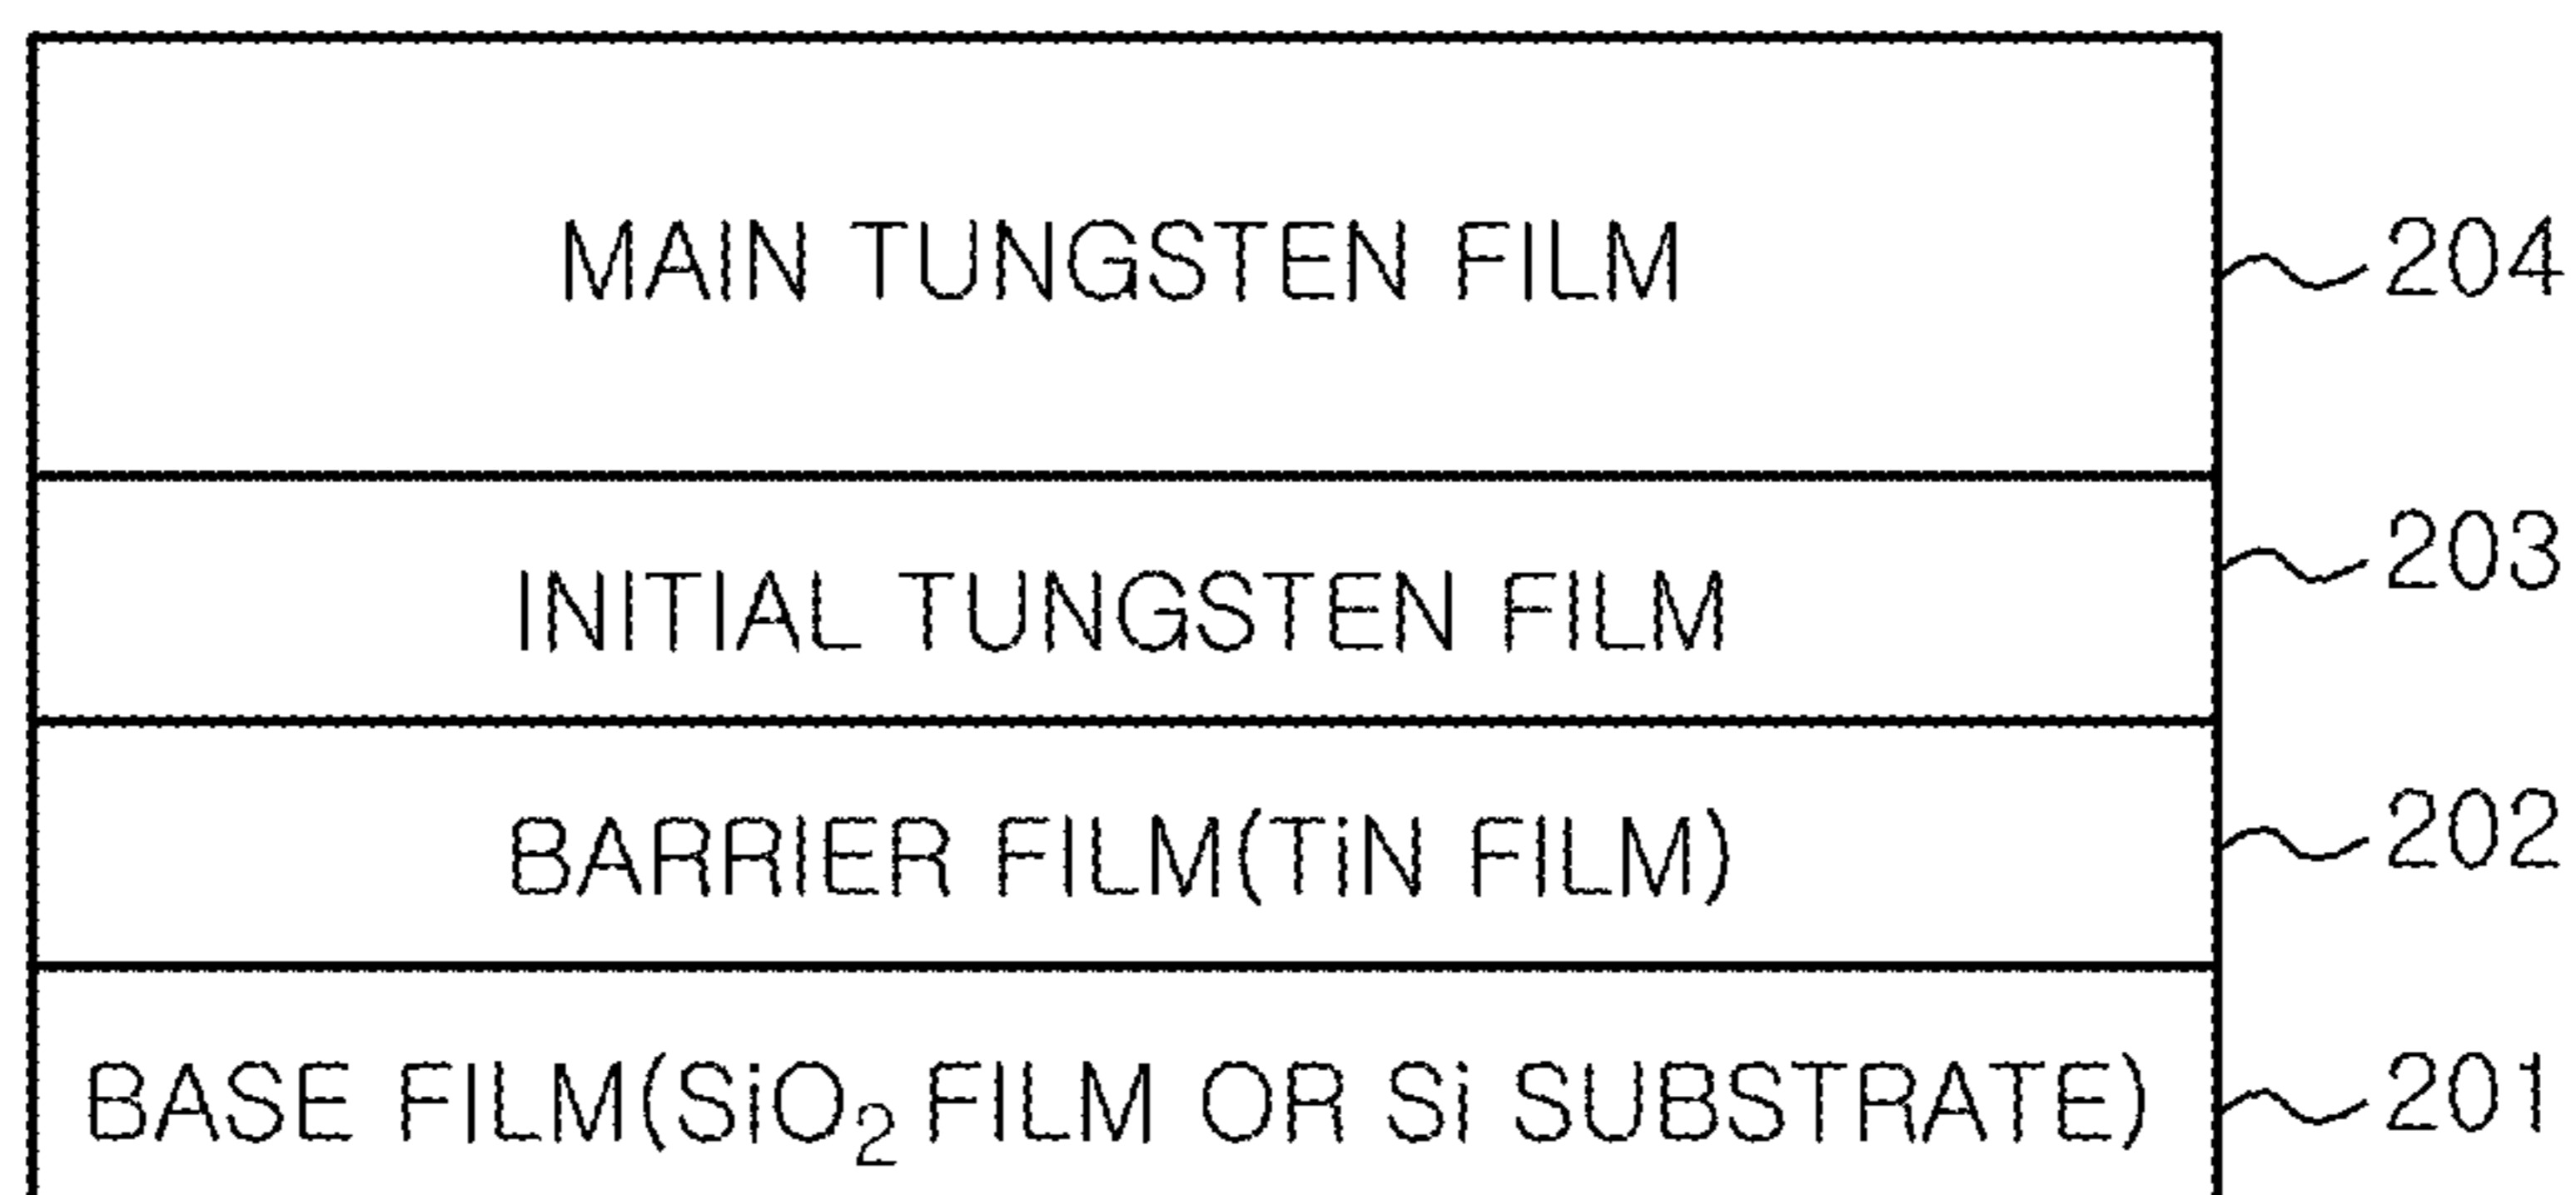 MAIN TUNGSTEN FILM 204
INITIAL TUNGSTEN FILM 203
BARRIER FILM(TiN FILM) 202
BASE FILM(SiO₂ FILM OR Si SUBSTRATE) 201